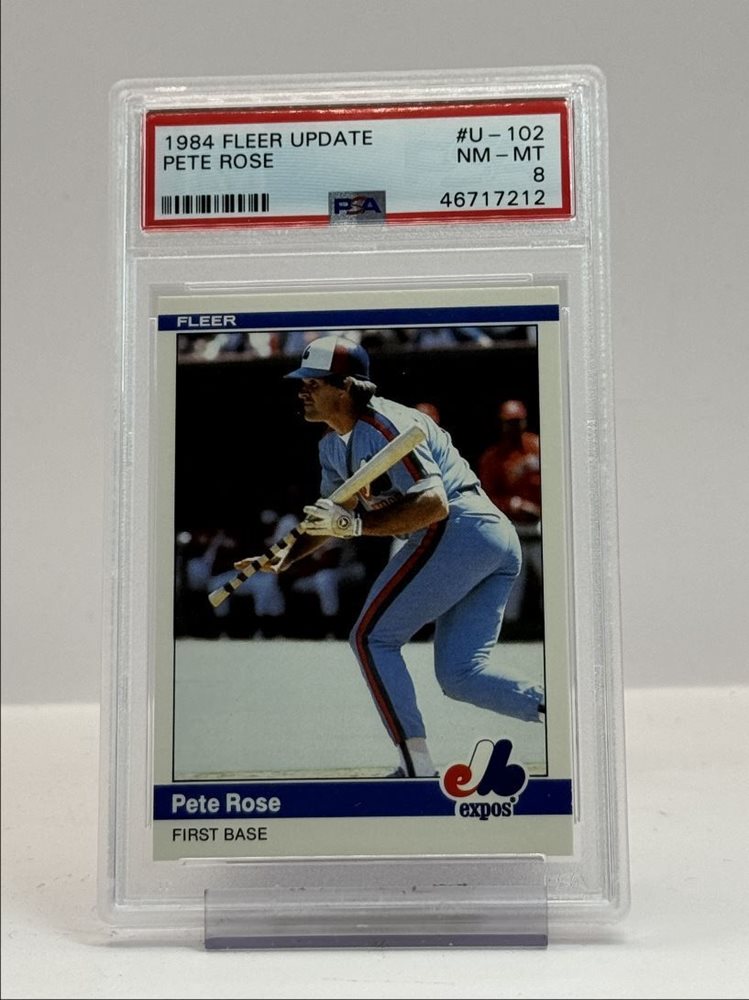 1984 FLEER UPDATE
#U-102
PETE ROSE
NM-MT
8
PSA
46717212
FLEER
Pete Rose
expos
FIRST BASE